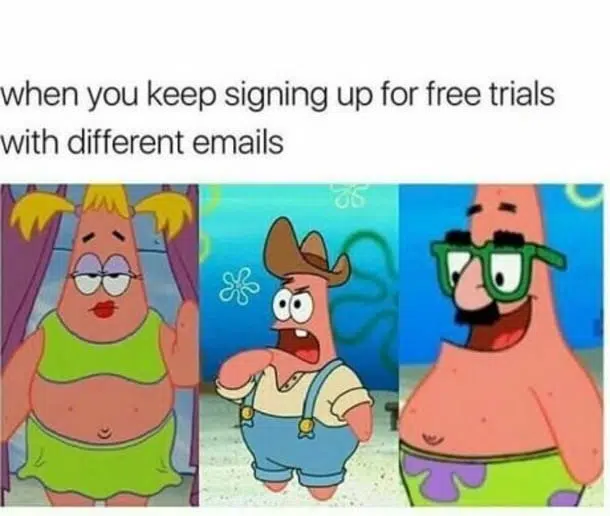 when you keep signing up for free trials
with different emails